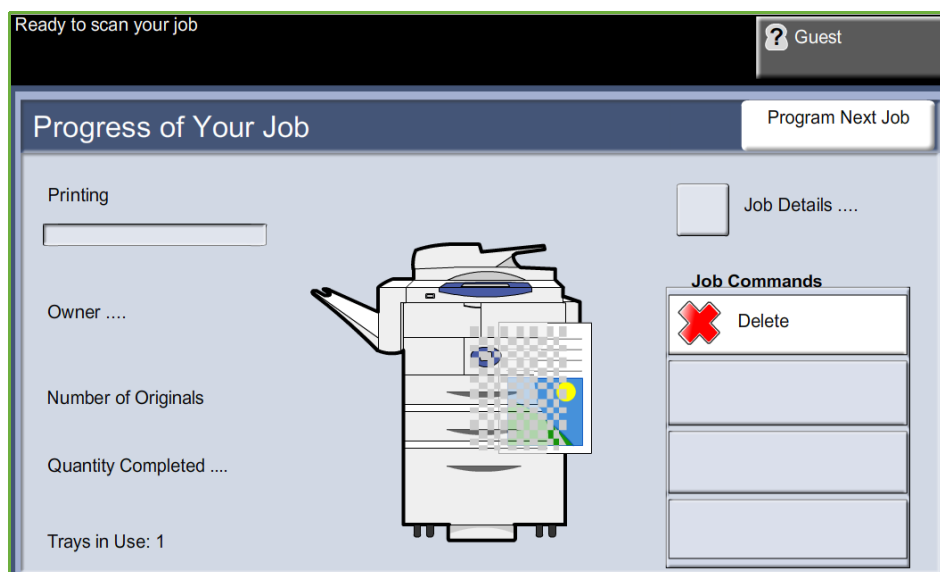 Ready to scan your job
? Guest
Progress of Your Job
Program Next Job
Printing
Job Details ....
Job Commands
Owner ....
Delete
Number of Originals
Quantity Completed ....
Trays in Use: 1